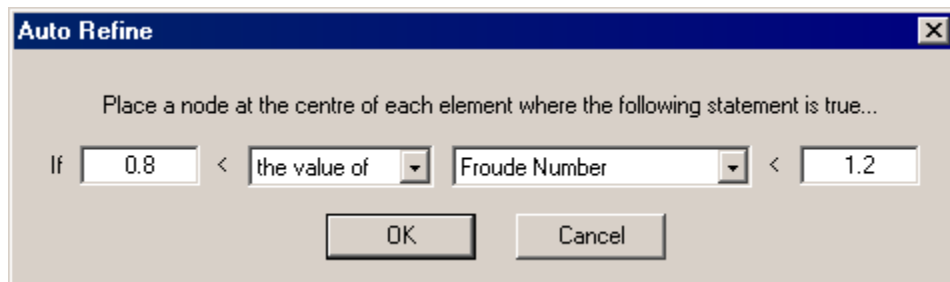 Auto Refine
Place a node at the centre of each element where the following statement is true...
If 0.8 < the value of Froude Number < 1.2
OK Cancel